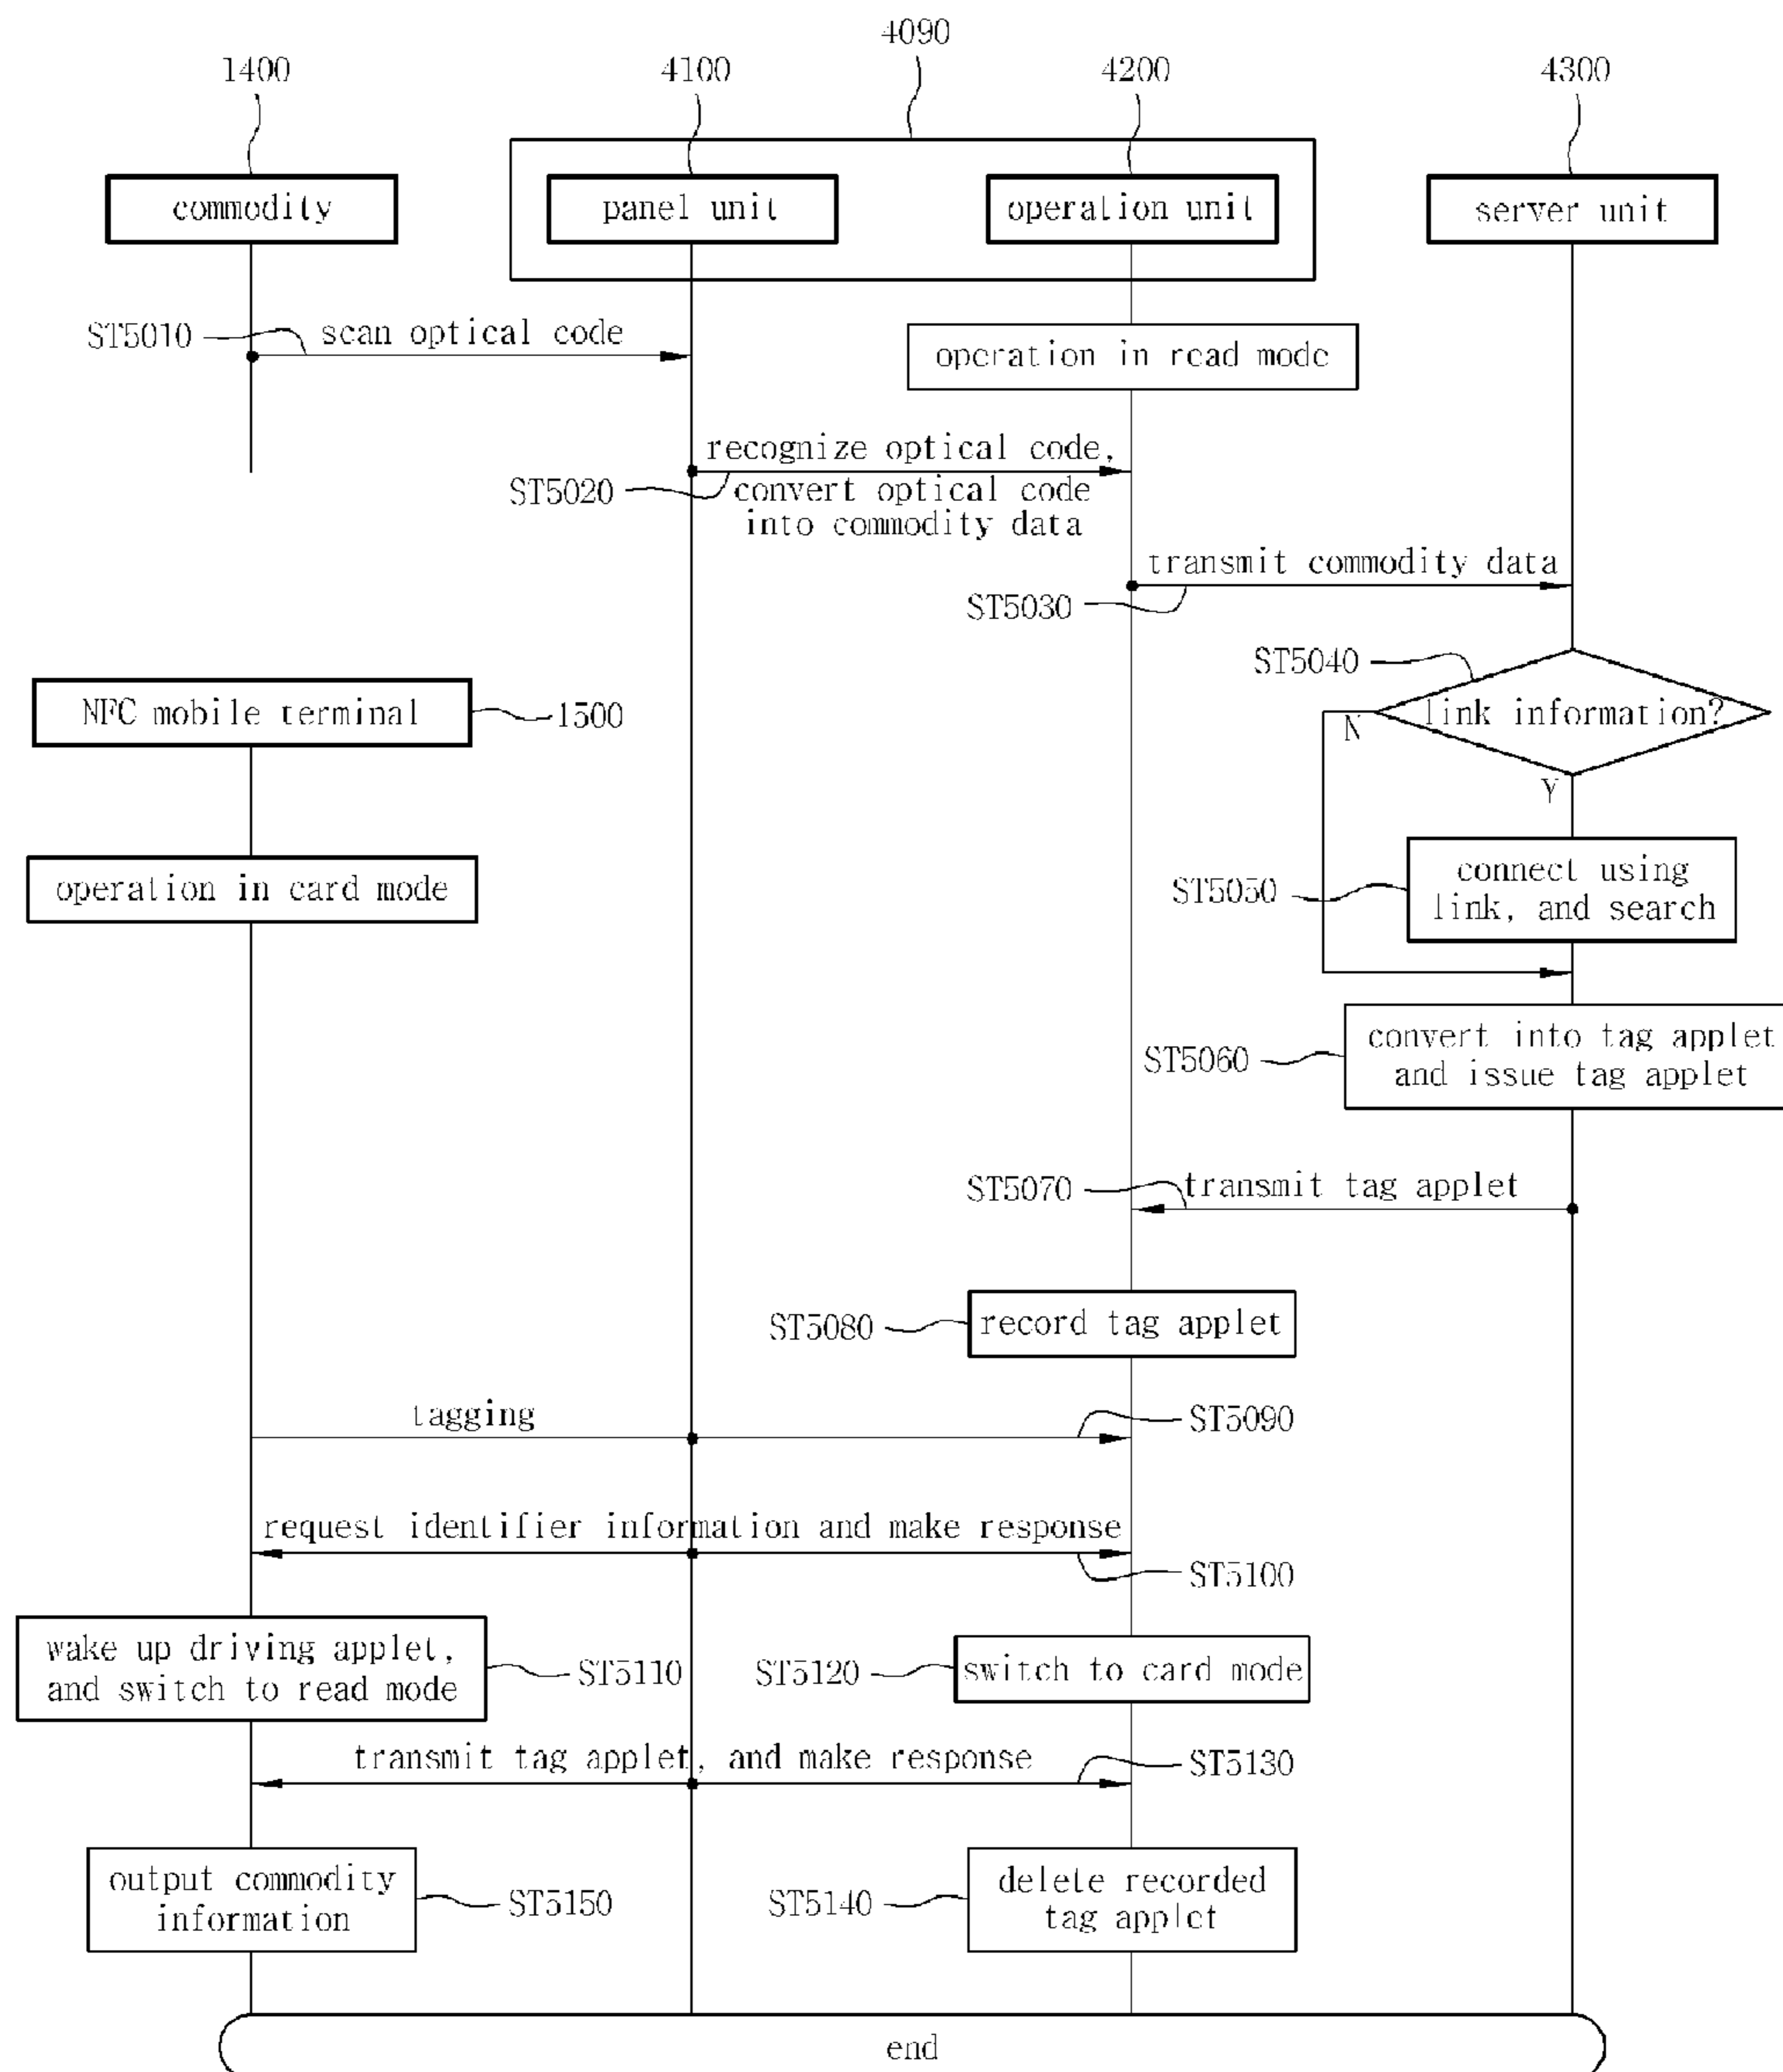 4090
1400
4100
4200
4300
commodity
panel unit
operation unit
server unit
ST5010
scan optical code
operation in read mode
recognize optical code,
ST5020
convert optical code
into commodity data
transmit commodity data
ST5030
ST5040
NFC mobile terminal
1500
link information?
N
Y
operation in card mode
ST5050
connect using
link, and search
ST5060
convert into tag applet
and issue tag applet
ST5070
transmit tag applet
ST5080
record tag applet
tagging
ST5090
request identifier information and make response
ST5100
wake up driving applet,
and switch to read mode
ST5110
ST5120
switch to card mode
transmit tag applet, and make response
ST5130
output commodity
information
ST5150
ST5140
delete recorded
tag applet
end